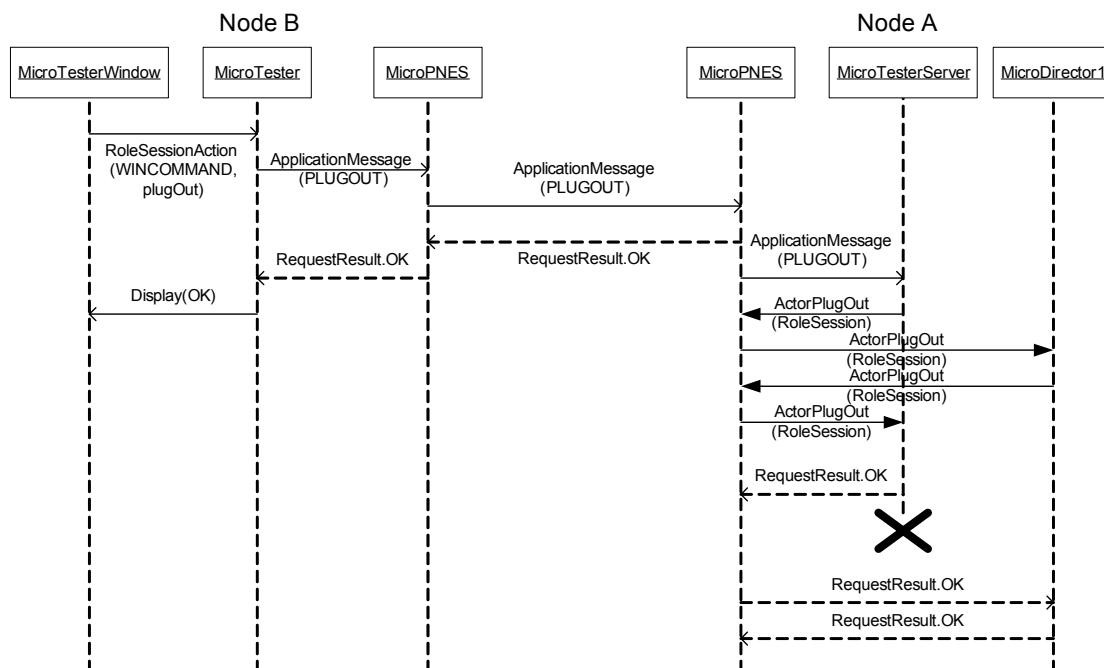 Node B
Node A
MicroTesterWindow
MicroTester
MicroPNES
MicroPNES
MicroTesterServer
MicroDirector1
RoleSessionAction
(WINCOMMAND,
plugOut)
ApplicationMessage
(PLUGOUT)
ApplicationMessage
(PLUGOUT)
RequestResult.OK
RequestResult.OK
ApplicationMessage
(PLUGOUT)
Display(OK)
ActorPlugOut
(RoleSession)
ActorPlugOut
(RoleSession)
ActorPlugOut
(RoleSession)
ActorPlugOut
(RoleSession)
RequestResult.OK
RequestResult.OK
RequestResult.OK